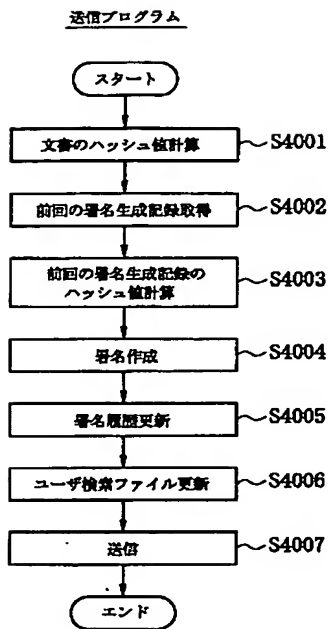 送信プログラム
スタート
文書のハッシュ値計算
S4001
前回の署名生成記録取得
S4002
前回の署名生成記録の
ハッシュ値計算
S4003
署名作成
S4004
署名履歴更新
S4005
ユーザ検索ファイル更新
S4006
送信
S4007
エンド